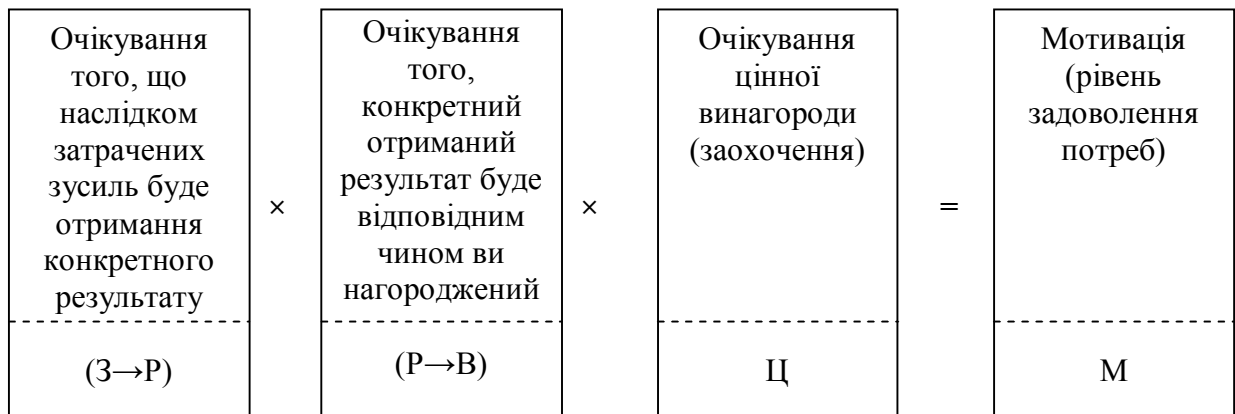 Очікування
того, що
наслідком
затрачених
зусиль буде
отримання
конкретного
результату
(З→Р)
×
Очікування
того,
конкретний
отриманий
результат буде
відповідним
чином ви
нагороджений
(Р→В)
×
Очікування
цінної
винагороди
(заохочення)
Ц
=
Мотивація
(рівень
задоволення
потреб)
М